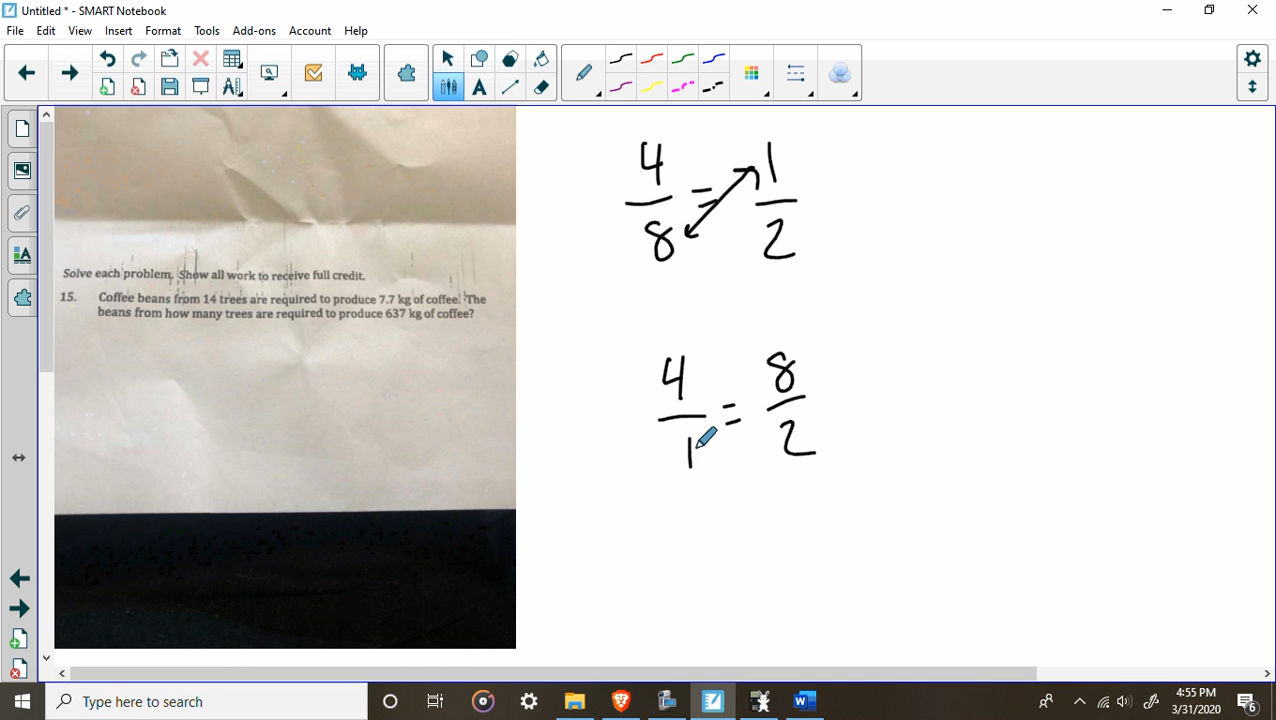 Untitled * - SMART Notebook
File Edit View Insert Format Tools Add-ons Account Help
A
A
Solve each problem. Show all work to receive full credit.
15. Coffee beans from 14 trees are required to produce 7.7 kg of coffee. The
beans from how many trees are required to produce 637 kg of coffee?
4 1
=
8 2
4 8
=
1 2
Type here to search
W
4:55 PM
3/31/2020
6